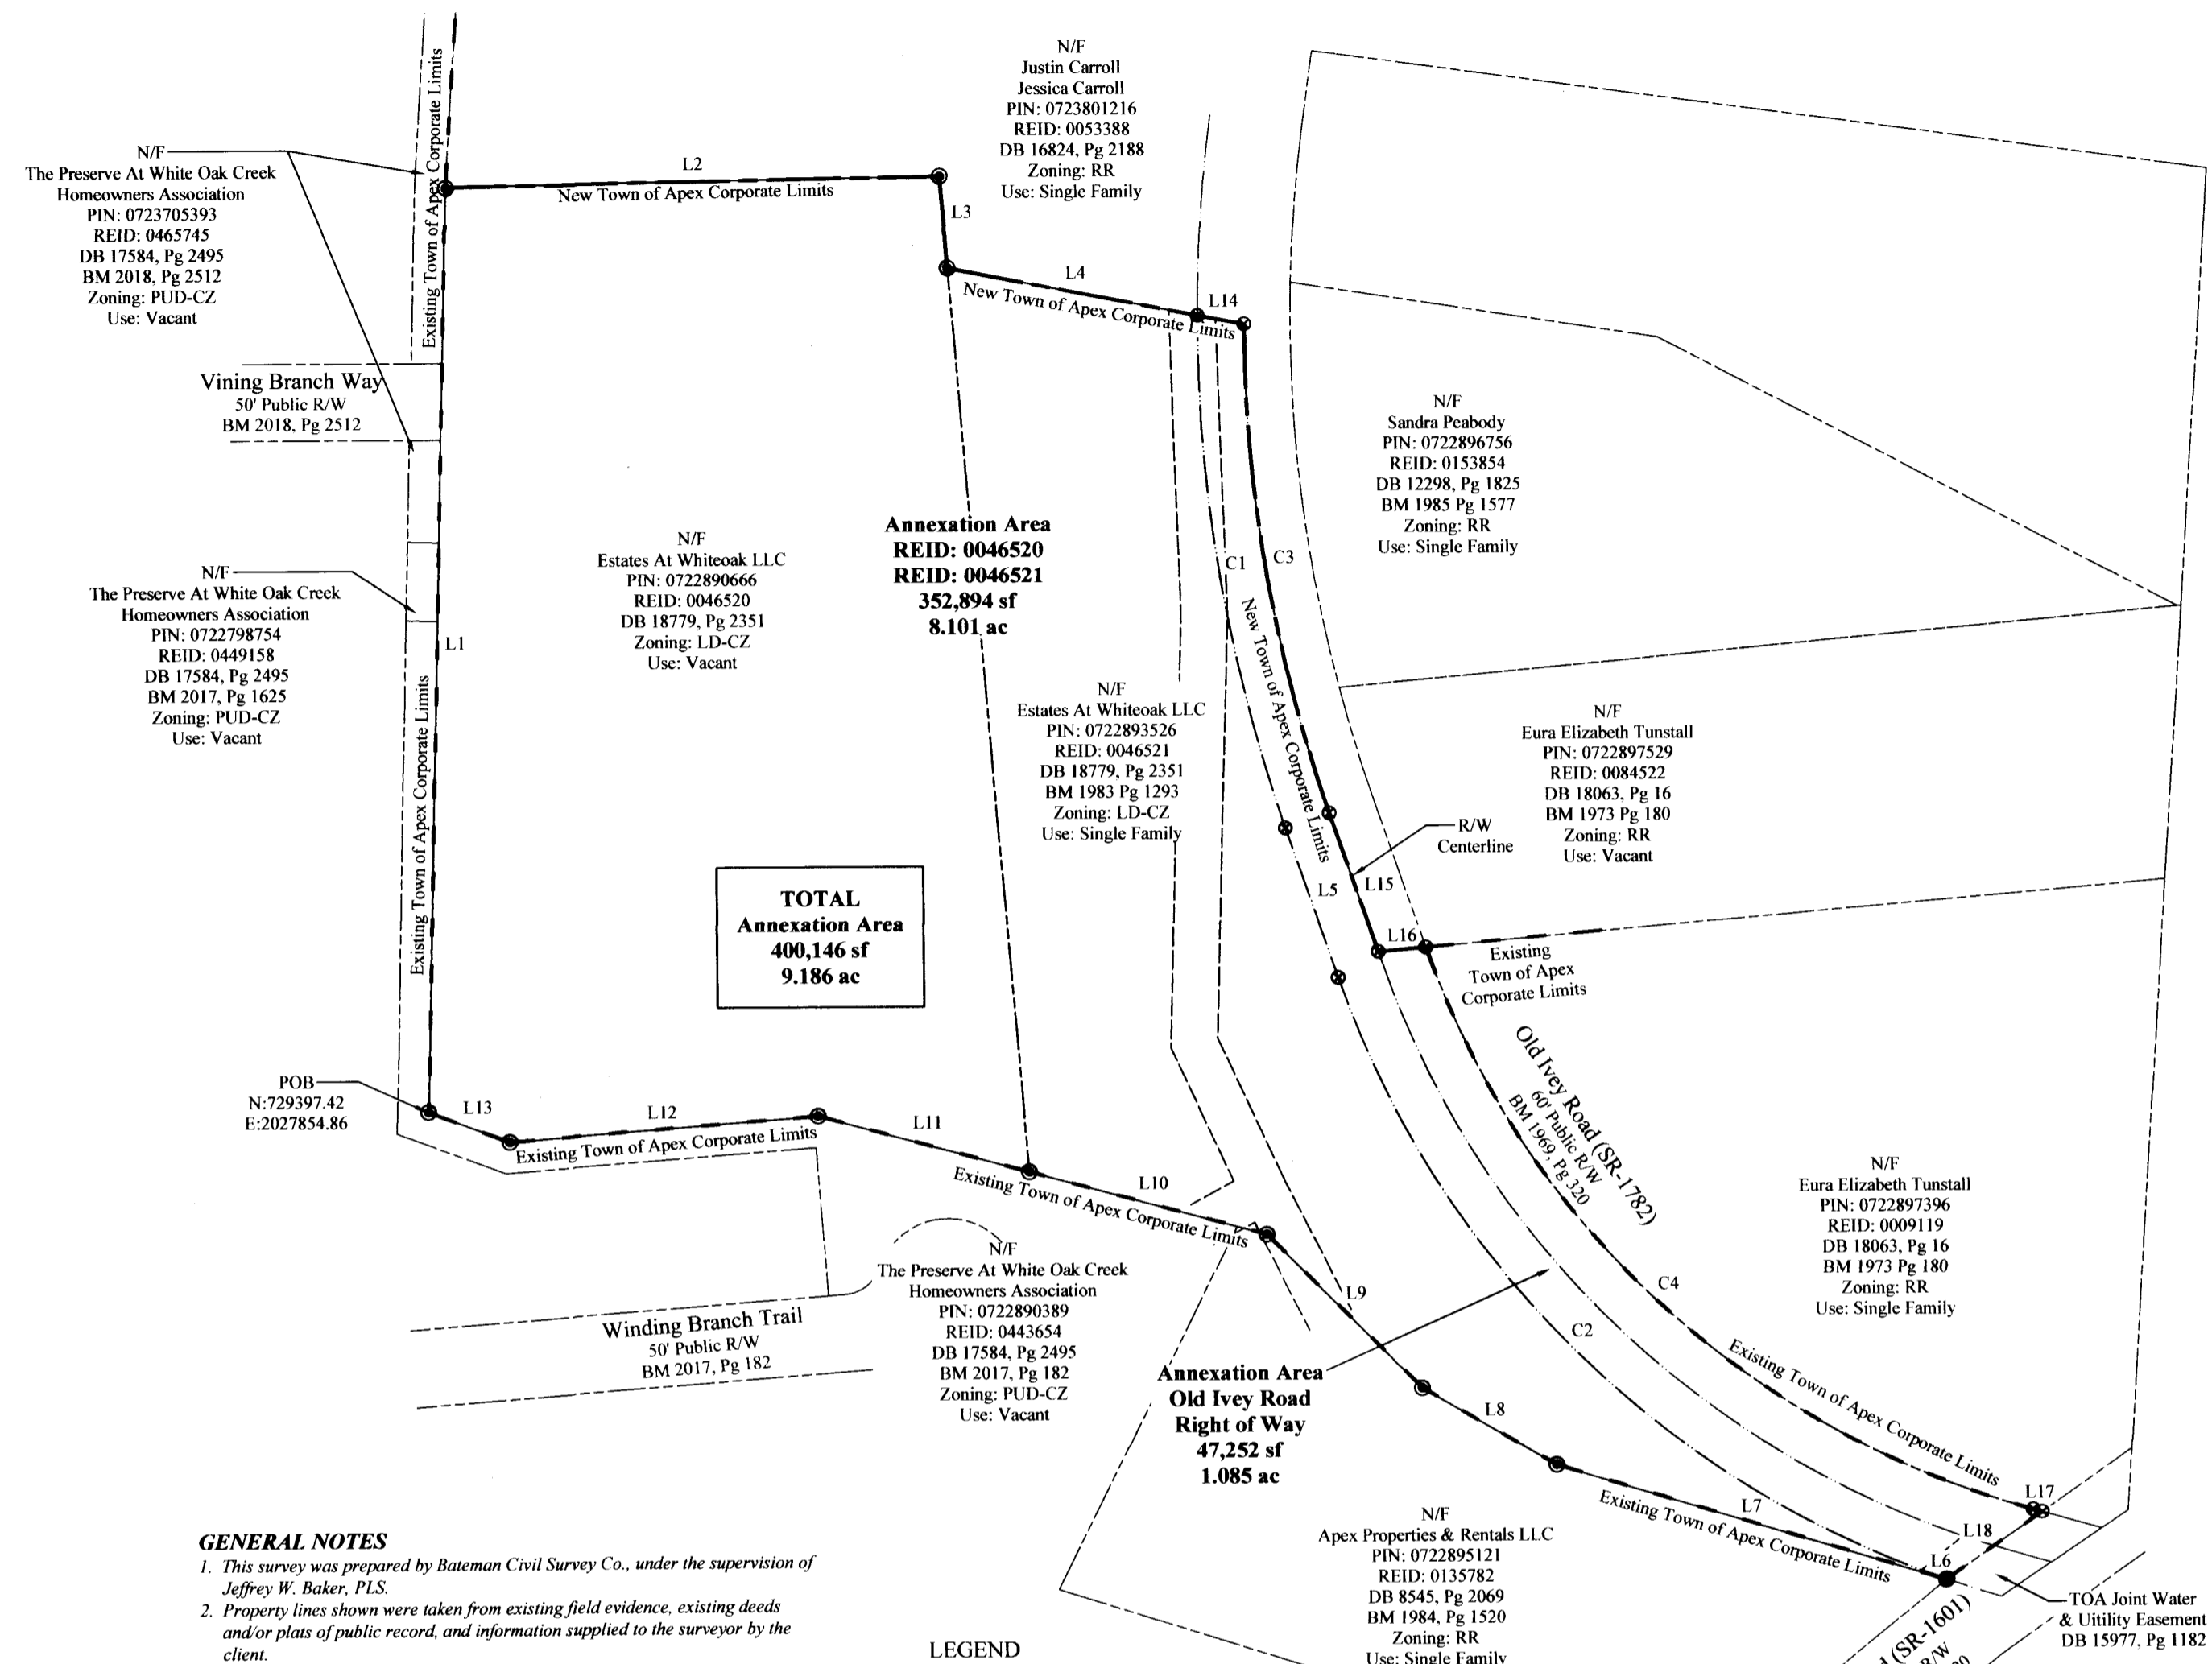 N/F
Justin Carroll
Jessica Carroll
PIN: 0723801216
REID: 0053388
DB 16824, Pg 2188
Zoning: RR
Use: Single Family
N/F
The Preserve At White Oak Creek
Homeowners Association
PIN: 0723705393
REID: 0465745
DB 17584, Pg 2495
BM 2018, Pg 2512
Zoning: PUD-CZ
Use: Vacant
Existing Town of Apex Corporate Limits
L2
New Town of Apex Corporate Limits
L3
L4
New Town of Apex Corporate Limits
L14
Vining Branch Way
50' Public R/W
BM 2018, Pg 2512
N/F
Sandra Peabody
PIN: 0722896756
REID: 0153854
DB 12298, Pg 1825
BM 1985 Pg 1577
Zoning: RR
Use: Single Family
N/F
The Preserve At White Oak Creek
Homeowners Association
PIN: 0722798754
REID: 0449158
DB 17584, Pg 2495
BM 2017, Pg 1625
Zoning: PUD-CZ
Use: Vacant
L1
Existing Town of Apex Corporate Limits
N/F
Estates At Whiteoak LLC
PIN: 0722890666
REID: 0046520
DB 18779, Pg 2351
Zoning: LD-CZ
Use: Vacant
Annexation Area
REID: 0046520
REID: 0046521
352,894 sf
8.101 ac
C1
C3
New Town of Apex Corporate Limits
N/F
Estates At Whiteoak LLC
PIN: 0722893526
REID: 0046521
DB 18779, Pg 2351
BM 1983 Pg 1293
Zoning: LD-CZ
Use: Single Family
N/F
Eura Elizabeth Tunstall
PIN: 0722897529
REID: 0084522
DB 18063, Pg 16
BM 1973 Pg 180
Zoning: RR
Use: Vacant
R/W
Centerline
L5
L15
L16
Existing
Town of Apex
Corporate Limits
TOTAL
Annexation Area
400,146 sf
9.186 ac
POB
N:729397.42
E:2027854.86
L13
L12
Existing Town of Apex Corporate Limits
L11
L10
Existing Town of Apex Corporate Limits
Old Ivey Road (SR-1782)
60' Public R/W
BM 1969, Pg 320
N/F
Eura Elizabeth Tunstall
PIN: 0722897396
REID: 0009119
DB 18063, Pg 16
BM 1973 Pg 180
Zoning: RR
Use: Single Family
N/F
The Preserve At White Oak Creek
Homeowners Association
PIN: 0722890389
REID: 0443654
DB 17584, Pg 2495
BM 2017, Pg 182
Zoning: PUD-CZ
Use: Vacant
Winding Branch Trail
50' Public R/W
BM 2017, Pg 182
L9
C2
C4
Existing Town of Apex Corporate Limits
Annexation Area
Old Ivey Road
Right of Way
47,252 sf
1.085 ac
L8
L7
Existing Town of Apex Corporate Limits
L17
L18
L6
N/F
Apex Properties & Rentals LLC
PIN: 0722895121
REID: 0135782
DB 8545, Pg 2069
BM 1984, Pg 1520
Zoning: RR
Use: Single Family
TOA Joint Water
& Uitility Easement
DB 15977, Pg 1182
(SR-1601)
R/W
GENERAL NOTES
1. This survey was prepared by Bateman Civil Survey Co., under the supervision of
Jeffrey W. Baker, PLS.
2. Property lines shown were taken from existing field evidence, existing deeds
and/or plats of public record, and information supplied to the surveyor by the
client.
LEGEND